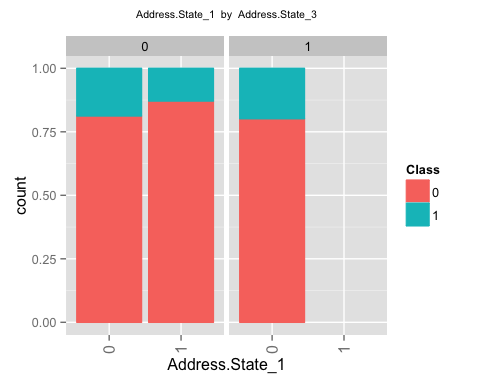 Address.State_1 by Address.State_3
0 1
1.00
0.75
0.50
0.25
0.00
count
0 1 0 1
Address.State_1
Class
0
1